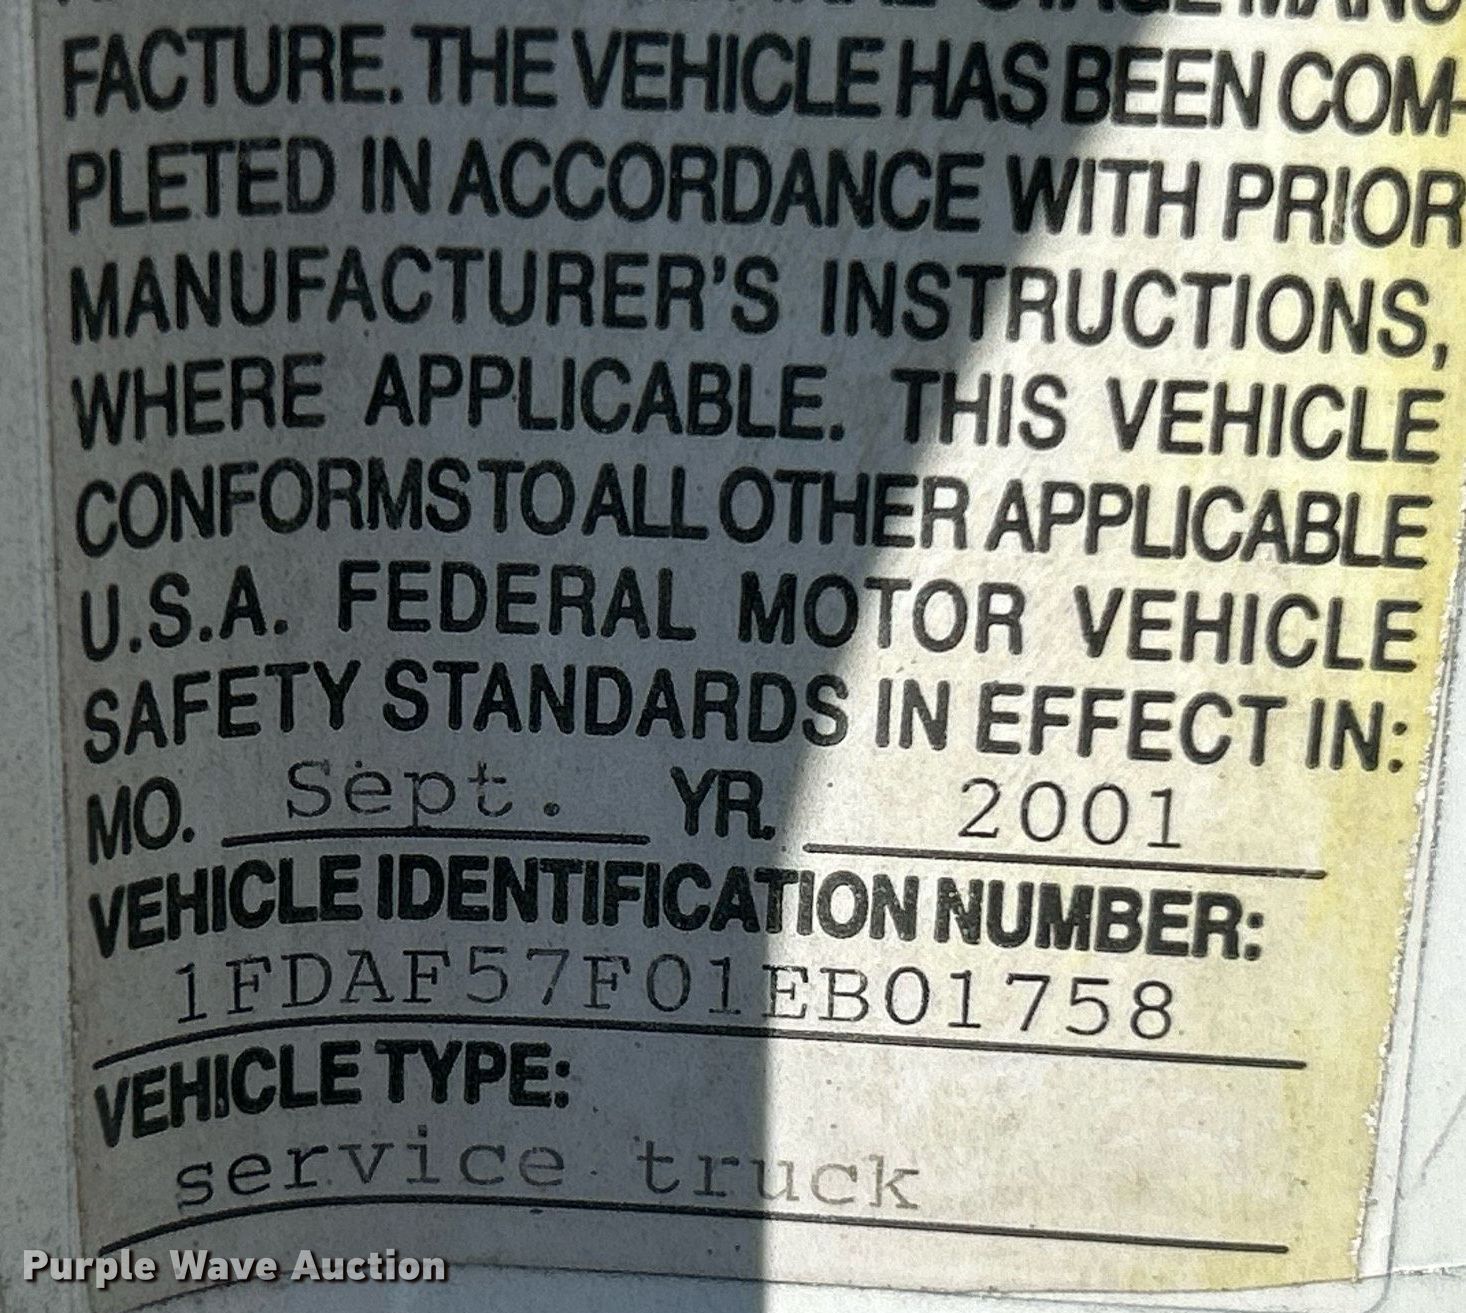 STAGE MANU-
FACTURE. THE VEHICLE HAS BEEN COM-
PLETED IN ACCORDANCE WITH PRIOR
MANUFACTURER'S INSTRUCTIONS,
WHERE APPLICABLE. THIS VEHICLE
CONFORMS TO ALL OTHER APPLICABLE
U.S.A. FEDERAL MOTOR VEHICLE
SAFETY STANDARDS IN EFFECT IN:
MO. Sept. YR. 2001
VEHICLE IDENTIFICATION NUMBER:
1FDAF57F01EB01758
VEHICLE TYPE:
service truck
Purple Wave Auction